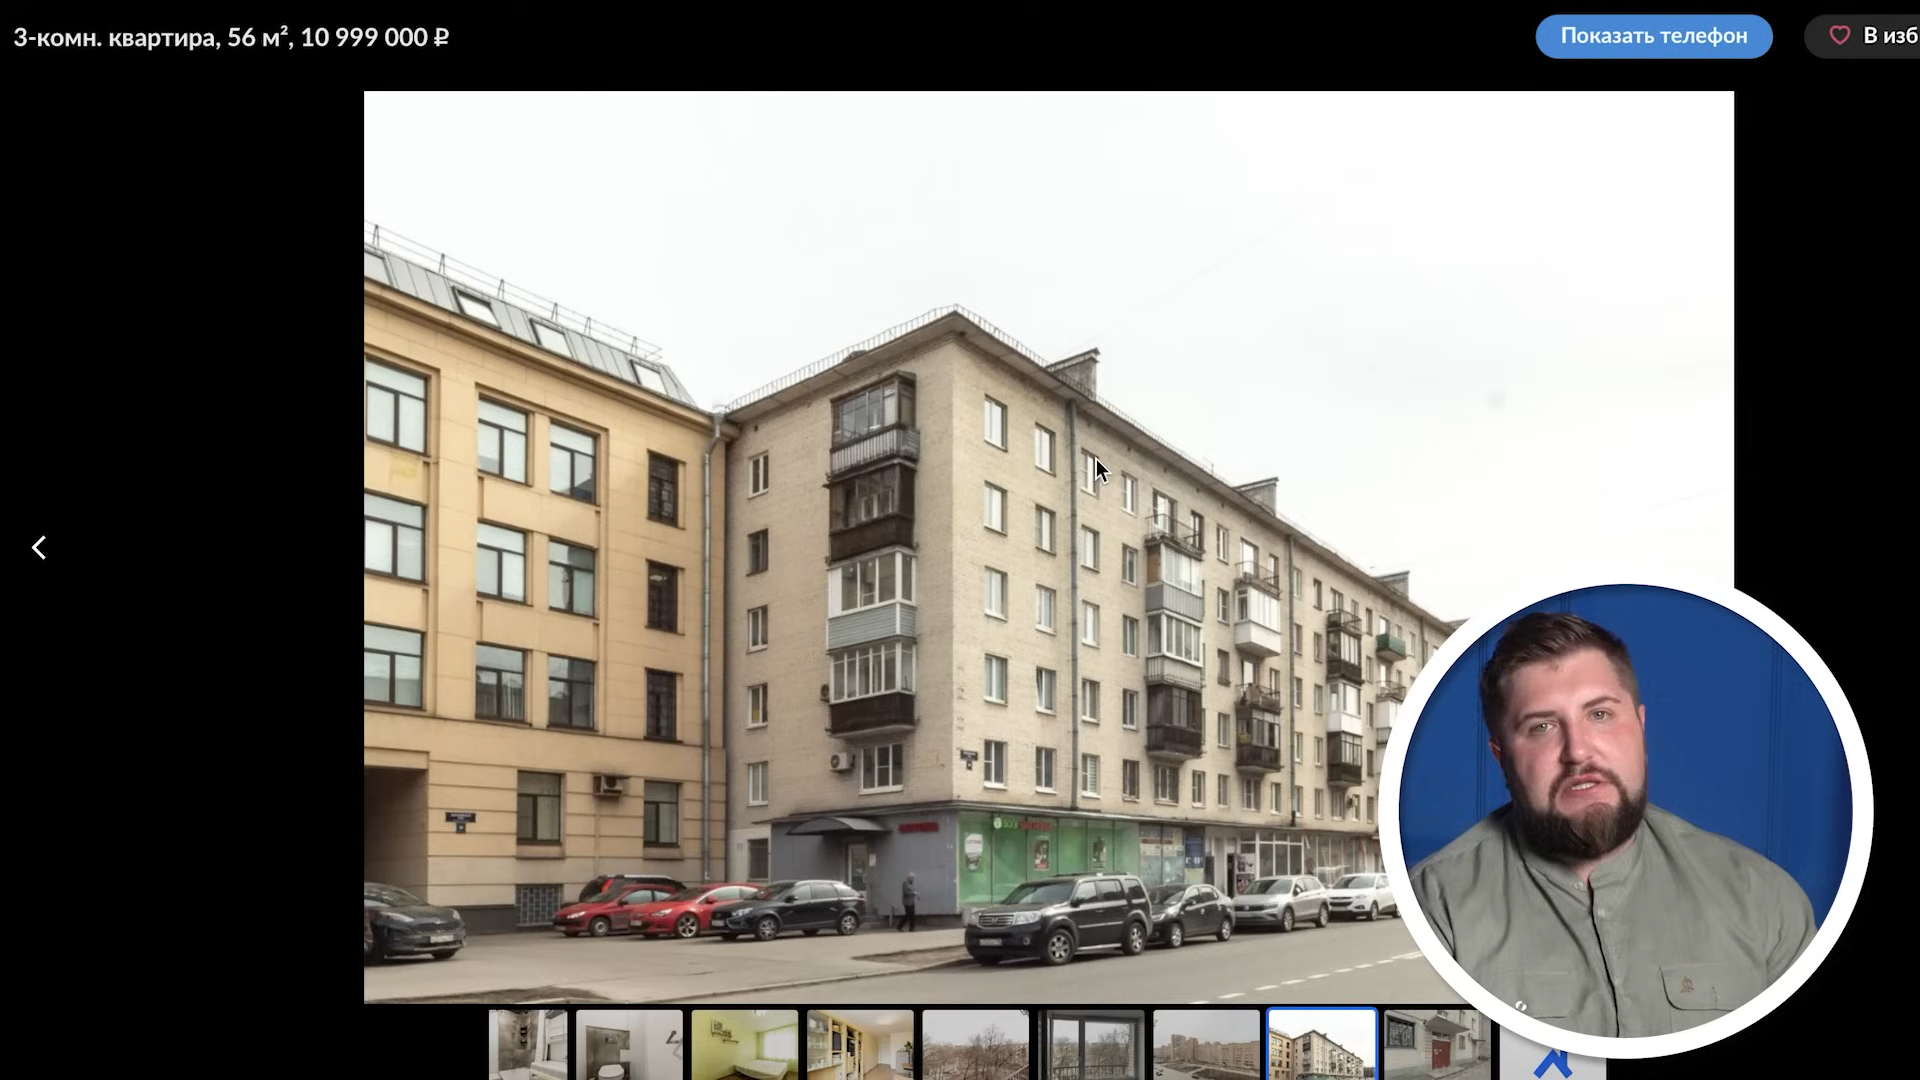 3-комн. квартира, 56 м², 10 999 000 ₽
Показать телефон
В изб